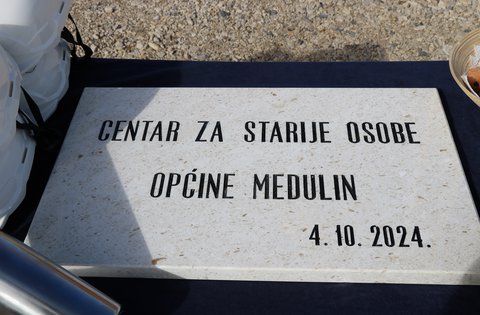 CENTAR ZA STARIJE OSOBE
OPĆINE MEDULIN
4. 10. 2024.